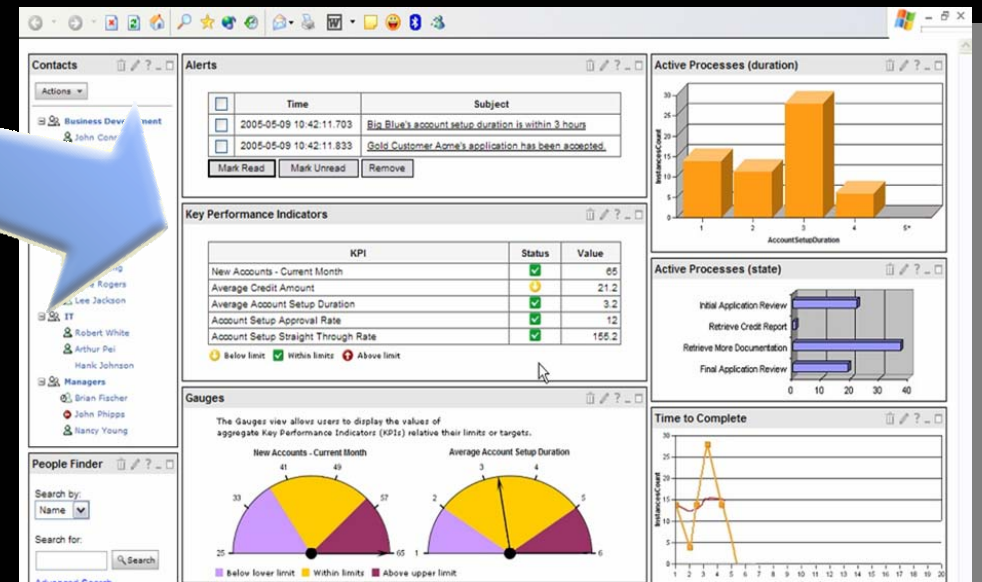 Contacts
Actions
Business Dev ment
John Con
Rogers
Lee Jackson
IT
Robert White
Arthur Pei
Hank Johnson
Managers
Brian Fischer
John Phipps
Nancy Young
People Finder
Search by:
Name
Search for:
Search
Advanced Search
Alerts
Time Subject
2005-05-09 10:42:11.703 Big Blue's account setup duration is within 3 hours
2005-05-09 10:42:11.833 Gold Customer Acme's application has been accepted.
Mark Read Mark Unread Remove
Key Performance Indicators
KPI Status Value
New Accounts - Current Month 65
Average Credit Amount 21.2
Average Account Setup Duration 3.2
Account Setup Approval Rate 12
Account Setup Straight Through Rate 155.2
Below limit Within limits Above limit
Gauges
The Gauges view allows users to display the values of
aggregate Key Performance Indicators (KPIs) relative their limits or targets.
New Accounts - Current Month
41 49
33 57
25 65
Average Account Setup Duration
3 4
2 5
1 6
Below lower limit Within limits Above upper limit
Active Processes (duration)
InstancesCount
30
25
20
15
10
5
0
1 2 3 4 5*
AccountSetupDuration
Active Processes (state)
Initial Application Review
Retrieve Credit Report
Retrieve More Documentation
Final Application Review
0 10 20 30 40
Time to Complete
InstancesCount
30
25
20
15
10
5
1 2 3 4 5 6 7 8 9 10 11 12 13 14 15 16 17 18 19 20